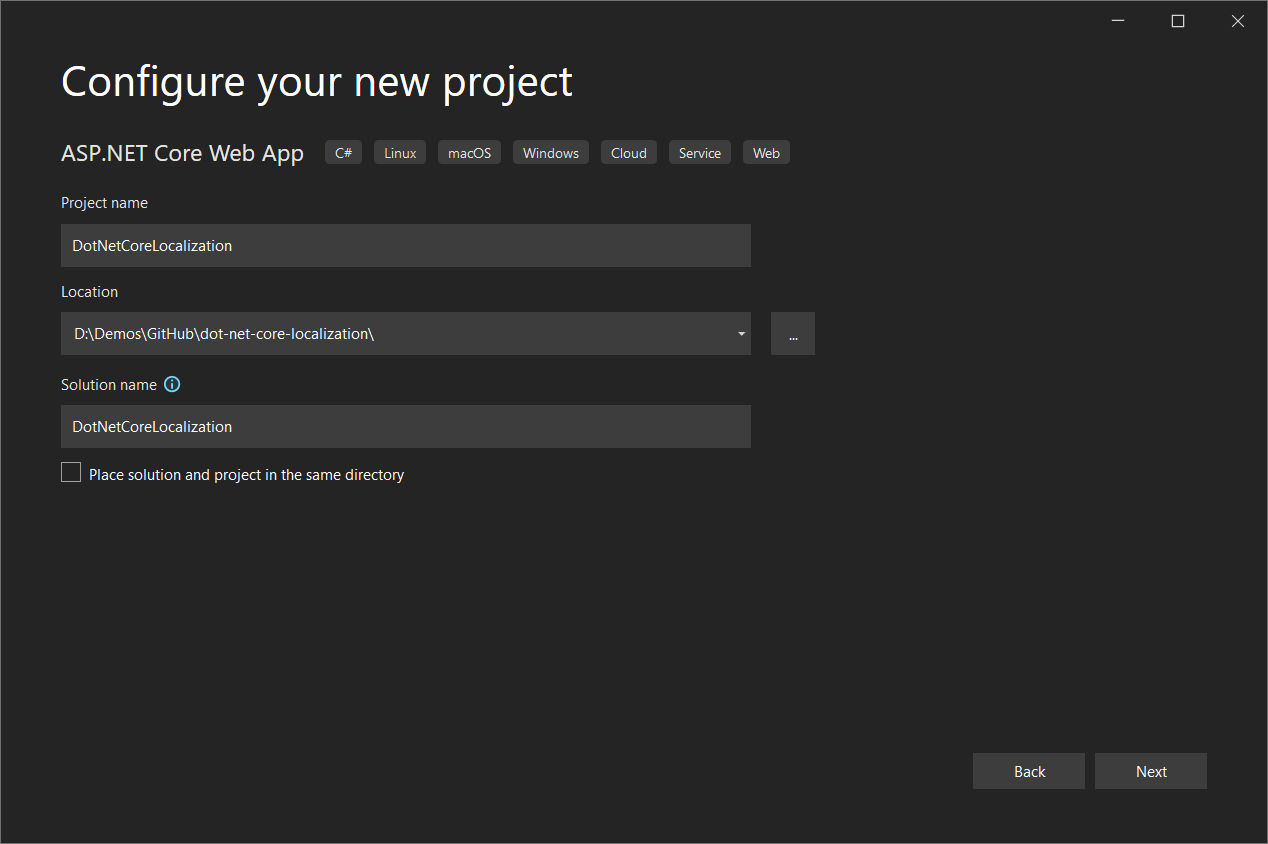 Configure your new project
ASP.NET Core Web App C# Linux macOS Windows Cloud Service Web
Project name
DotNetCoreLocalization
Location
D:\Demos\GitHub\dot-net-core-localization\
...
Solution name
DotNetCoreLocalization
Place solution and project in the same directory
Back Next